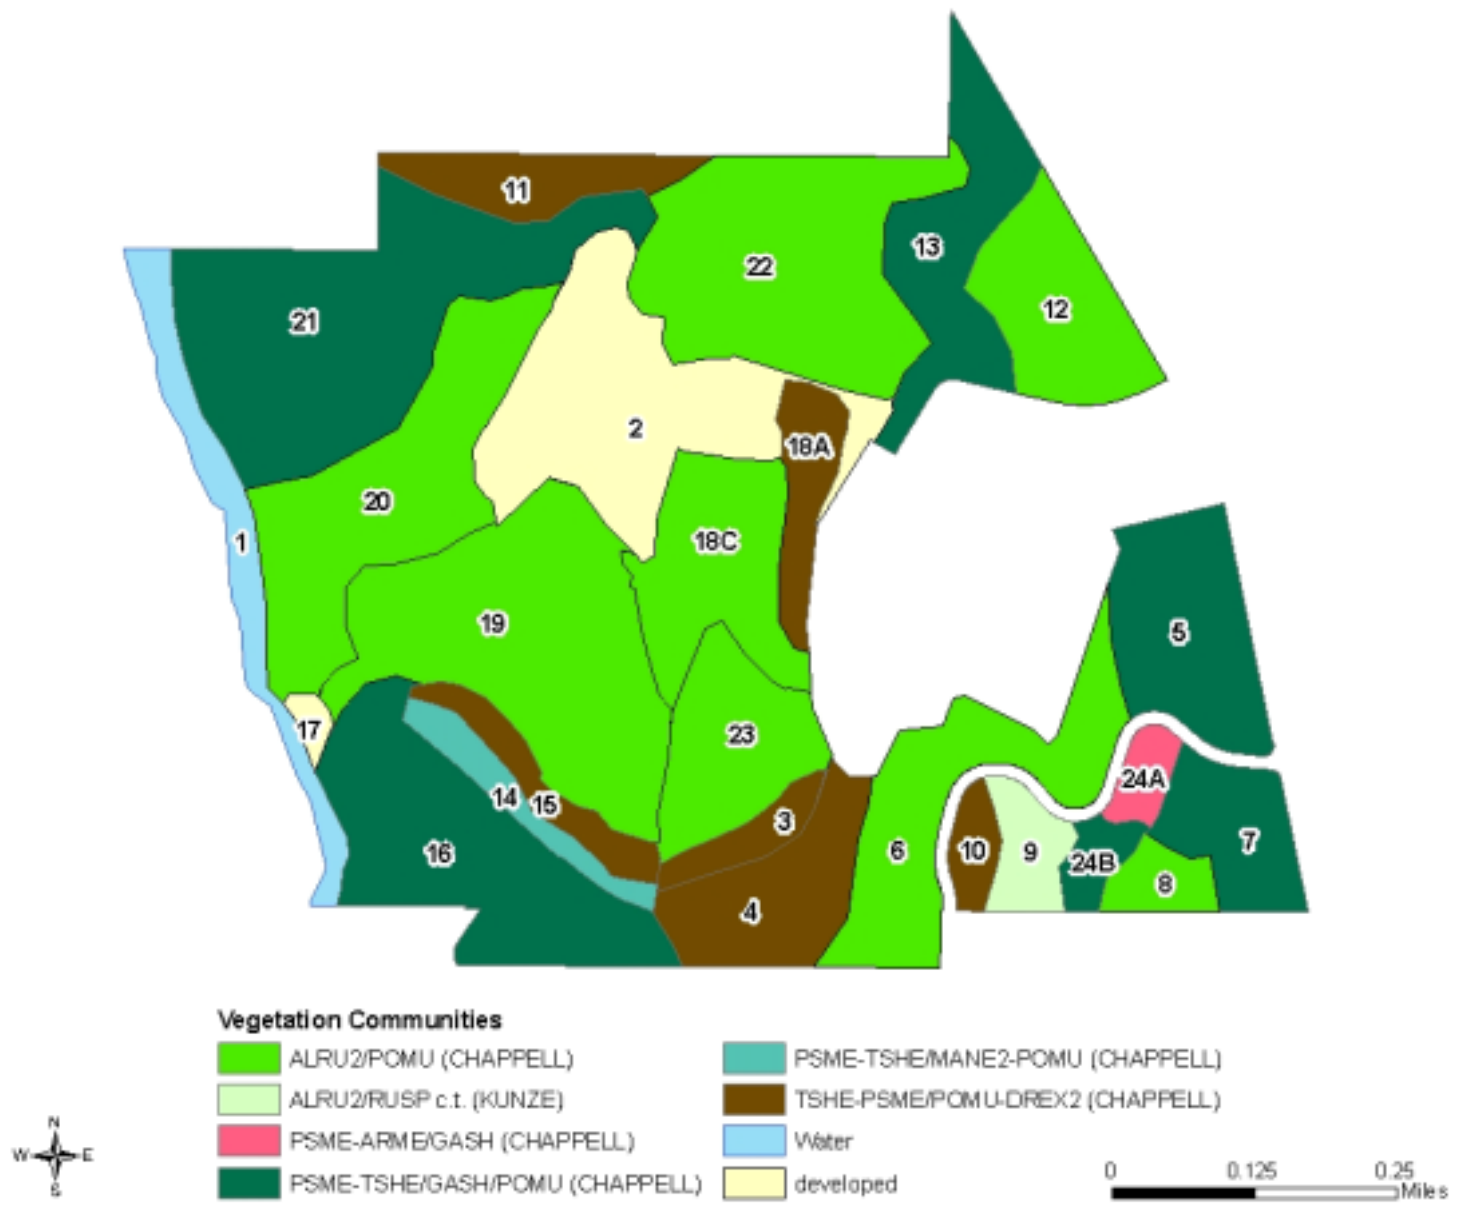 11
13
22
12
21
2
18A
20
1
18C
19
5
17
23
24A
14
15
3
16
6
10
9
24B
7
8
4
Vegetation Communities
ALRU2/POMU (CHAPPELL)
PSME-TSHE/MANE2-POMU (CHAPPELL)
ALRU2/RUSP c.t. (KUNZE)
TSHE-PSME/POMU-DREX2 (CHAPPELL)
PSME-ARME/GASH (CHAPPELL)
Water
PSME-TSHE/GASH/POMU (CHAPPELL)
developed
N
W E
S
0 0.125 0.25
Miles